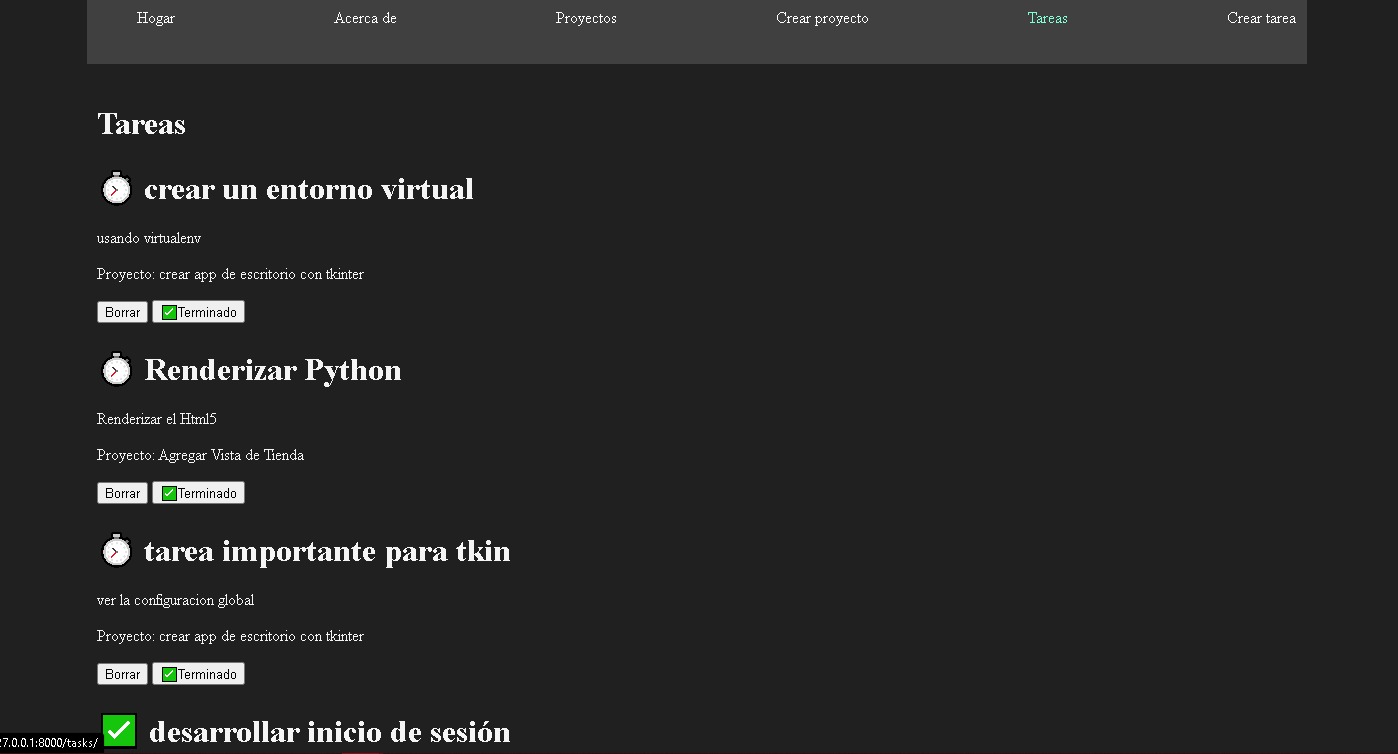 Hogar Acerca de Proyectos Crear proyecto Tareas Crear tarea
Tareas
crear un entorno virtual
usando virtualenv
Proyecto: crear app de escritorio con tkinter
Borrar ✅Terminado
Renderizar Python
Renderizar el Html5
Proyecto: Agregar Vista de Tienda
Borrar ✅Terminado
tarea importante para tkin
ver la configuracion global
Proyecto: crear app de escritorio con tkinter
Borrar ✅Terminado
✅ desarrollar inicio de sesión
27.0.0.1:8000/tasks/